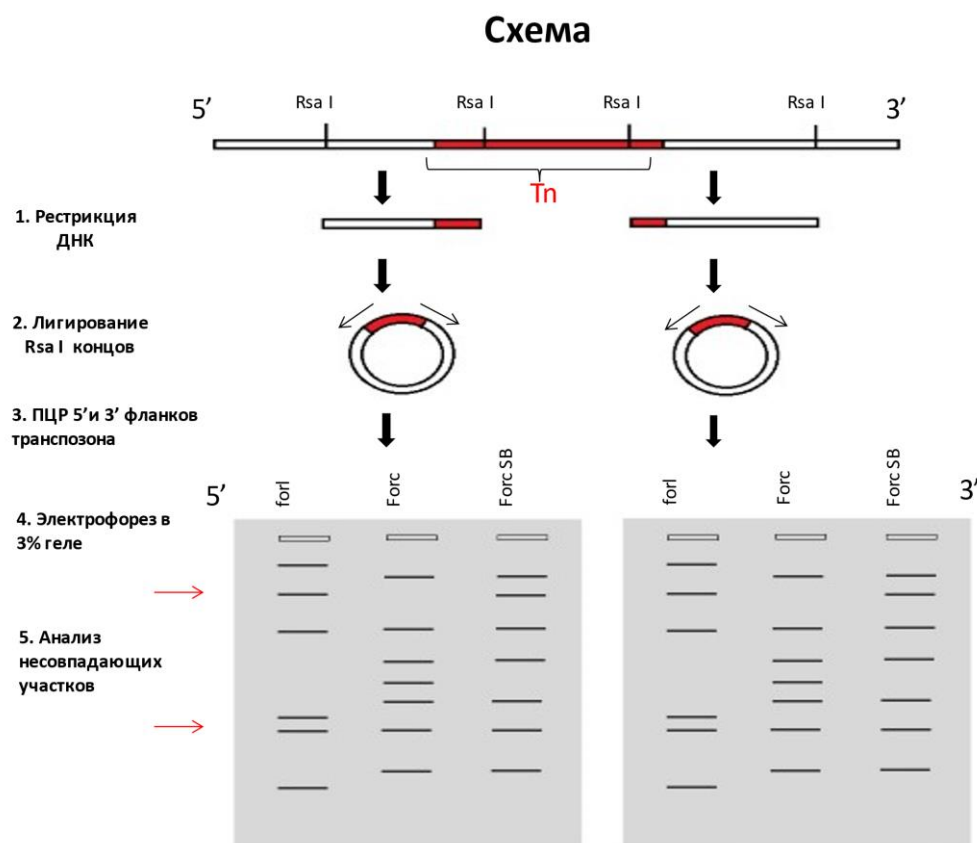 Схема
5’
Rsa I
Rsa I
Rsa I
Rsa I
3’
Tn
1. Рестрикция
ДНК
2. Лигирование
Rsa I концов
3. ПЦР 5’и 3’ фланков
транспозона
5’
forI
Forc
Forc SB
forI
Forc
Forc SB
3’
4. Электрофорез в
3% геле
5. Анализ
несовпадающих
участков